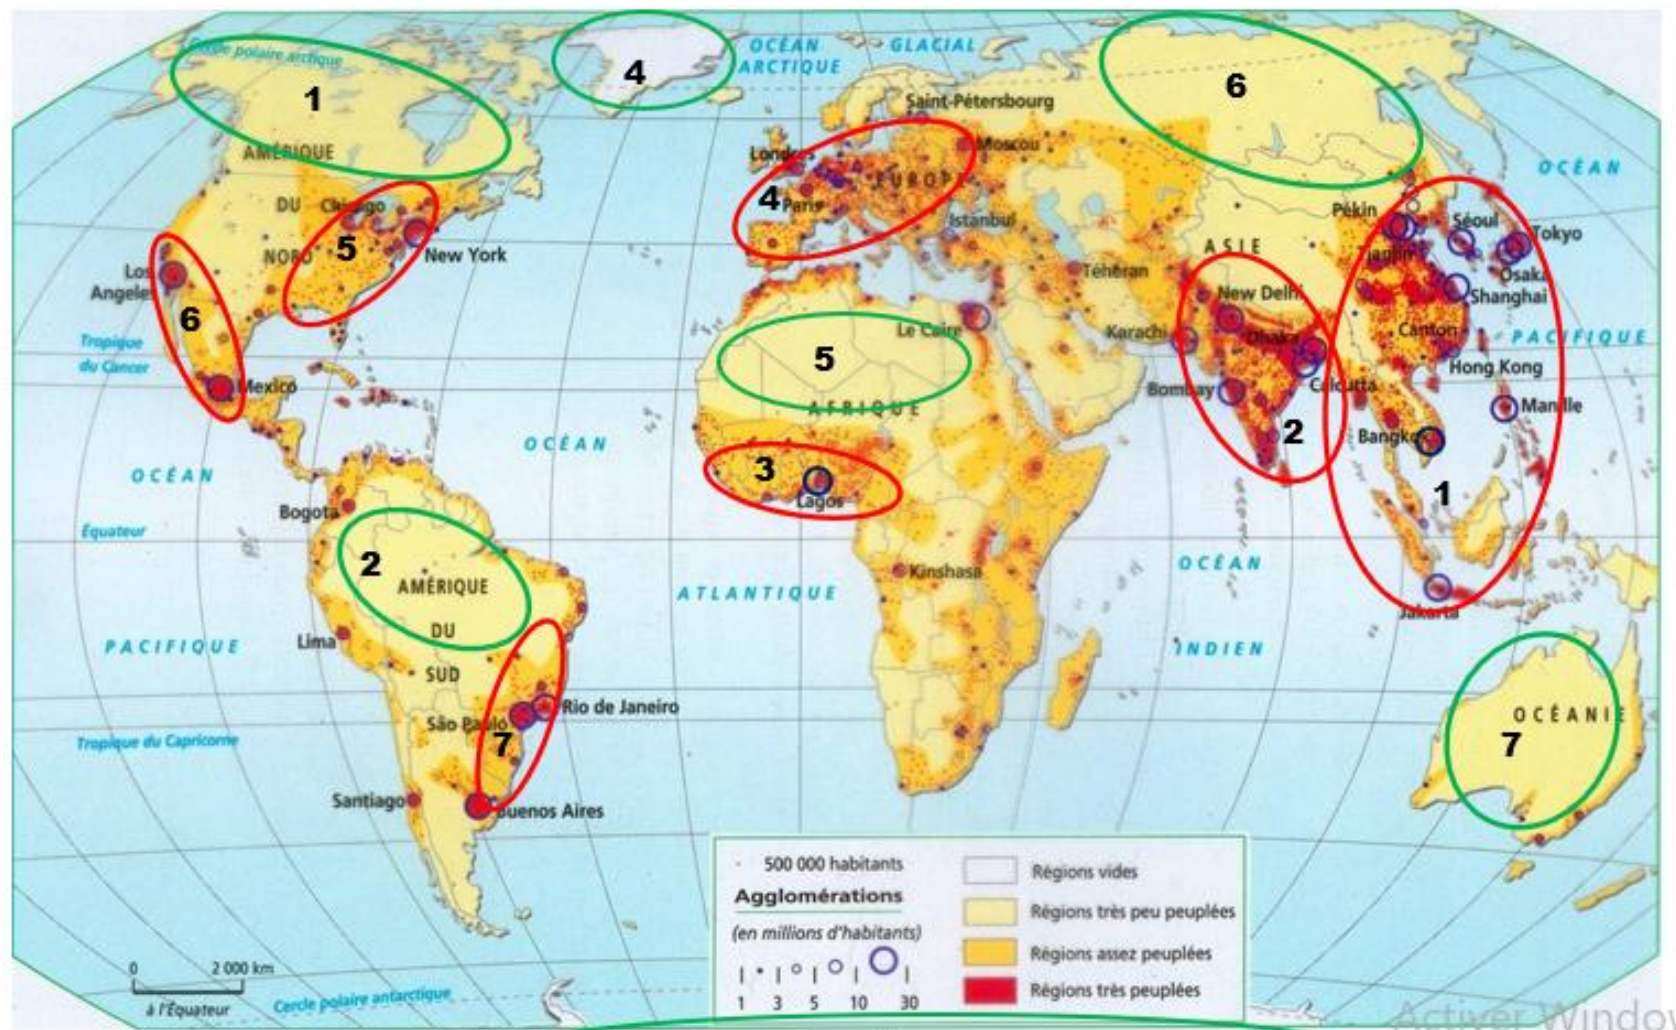 OCÉAN
GLACIAL
ARCTIQUE
Cercle polaire arctique
1
4
6
Saint-Pétersbourg
AMÉRIQUE
Londres
Moscou
OCÉAN
EUROPE
DU
Chicago
4
Paris
Pékin
Séoul
Istanbul
Tokyo
5
NORD
New York
ASIE
Tianjin
Los
Angeles
Téhéran
Osaka
New Delhi
Shanghai
6
Le Caire
Karachi
Dhaka
Canton
PACIFIQUE
Tropique
du Cancer
5
Hong Kong
Mexico
Bombay
Calcutta
AFRIQUE
Manille
OCÉAN
2
Bangkok
OCÉAN
3
1
Lagos
Bogota
Équateur
2
OCÉAN
Kinshasa
AMÉRIQUE
ATLANTIQUE
Jakarta
DU
Lima
PACIFIQUE
INDIEN
SUD
Rio de Janeiro
São Paulo
OCÉANIE
Tropique du Capricorne
7
7
Santiago
Buenos Aires
500 000 habitants
Agglomérations
(en millions d'habitants)
1 3 5 10 30
Régions vides
Régions très peu peuplées
Régions assez peuplées
Régions très peuplées
0 2 000 km
à l'Équateur
Cercle polaire antarctique
Activer Window